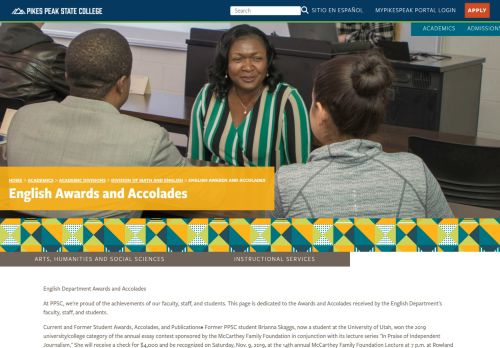 PIKES PEAK STATE COLLEGE
Search
SITIO EN ESPAÑOL
MYPIKESPEAK PORTAL LOGIN
APPLY
ACADEMICS
ADMISSIONS
HOME > ACADEMICS > ACADEMIC DIVISIONS > DIVISION OF MATH AND ENGLISH > ENGLISH AWARDS AND ACCOLADES
English Awards and Accolades
ARTS, HUMANITIES AND SOCIAL SCIENCES
INSTRUCTIONAL SERVICES
English Department Awards and Accolades
At PPSC, we're proud of the achievements of our faculty, staff, and students. This page is dedicated to the Awards and Accolades received by the English Department's
faculty, staff, and students.
Current and Former Student Awards, Accolades, and Publications• Former PPSC student Brianna Skaggs, now a student at the University of Utah, won the 2019
university/college category of the annual essay contest sponsored by the McCarthey Family Foundation in conjunction with its lecture series "In Praise of Independent
Journalism." She will receive a check for $4,000 and be recognized on Saturday, Nov. 9, 2019, at the 14th annual McCarthey Family Foundation Lecture at 7 p.m. at Rowland